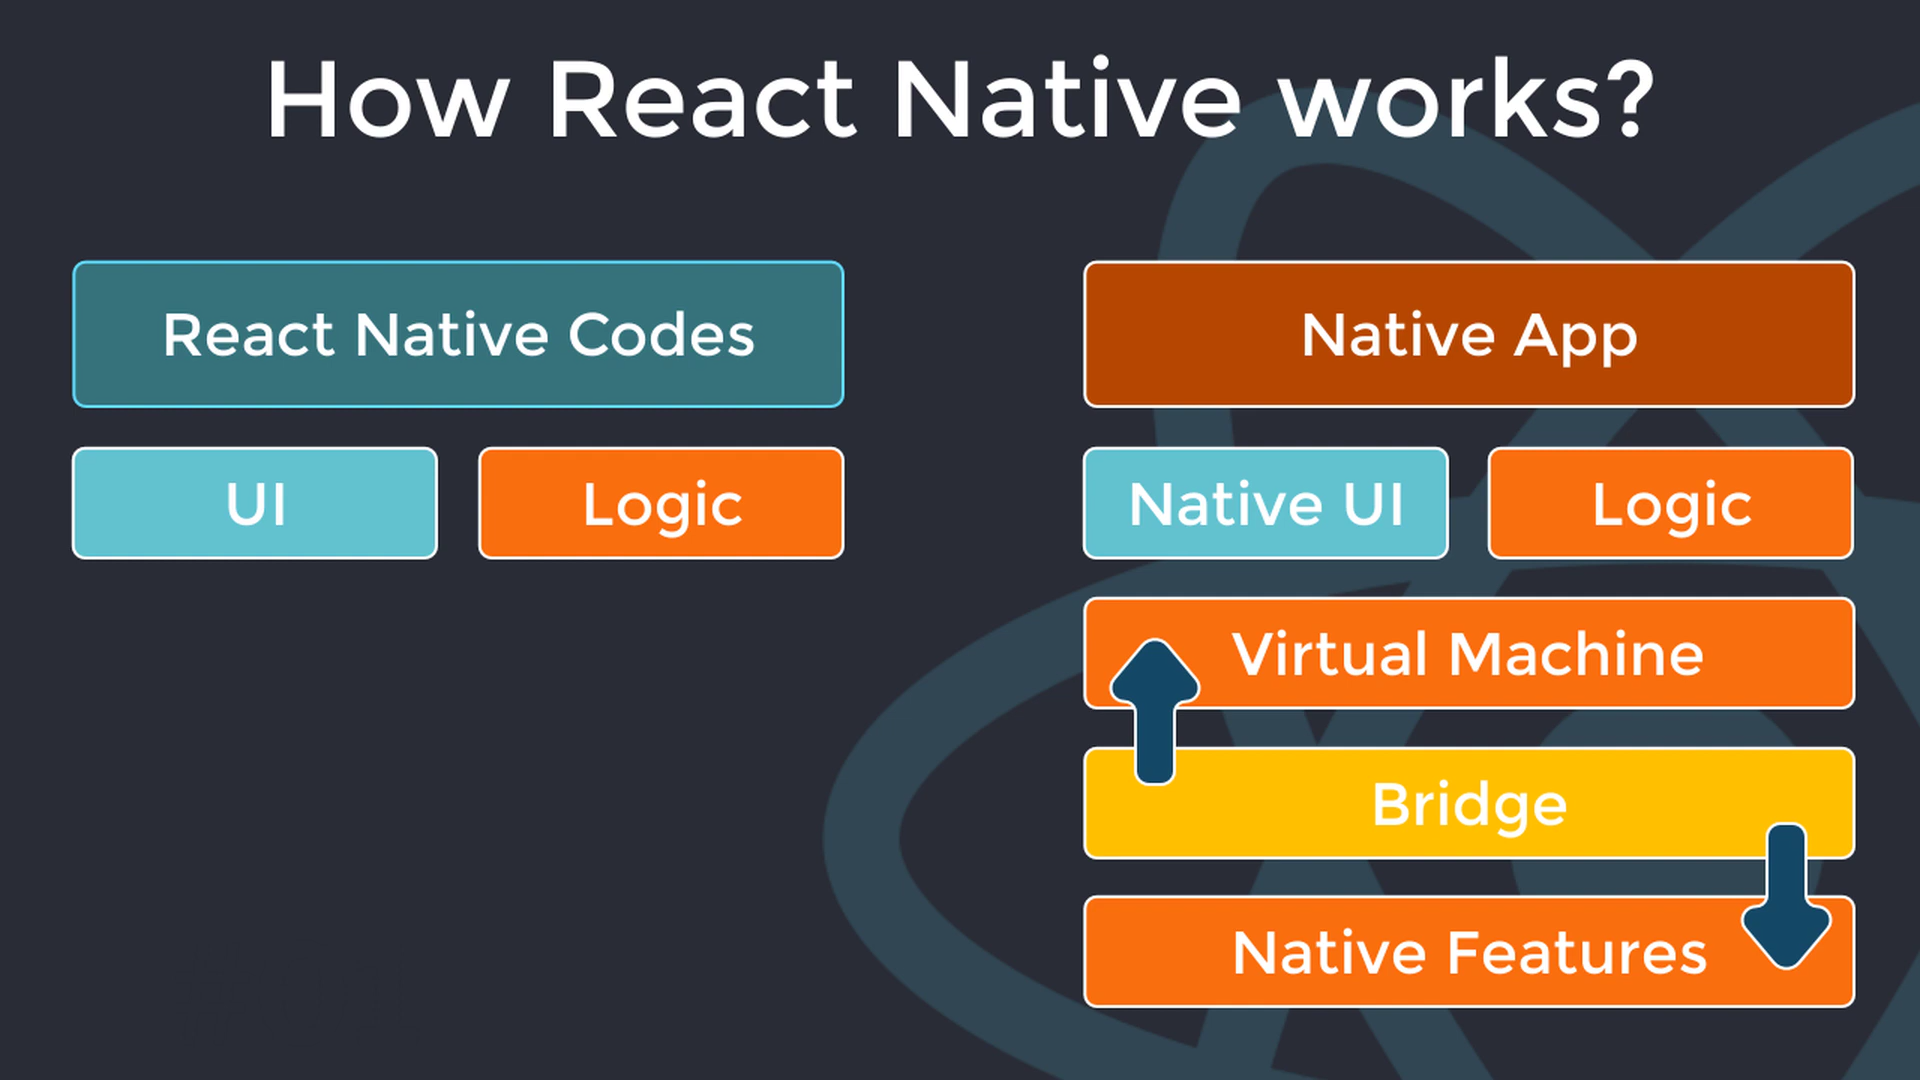 How React Native works?
React Native Codes
UI
Logic
Native App
Native UI
Logic
Virtual Machine
Bridge
Native Features